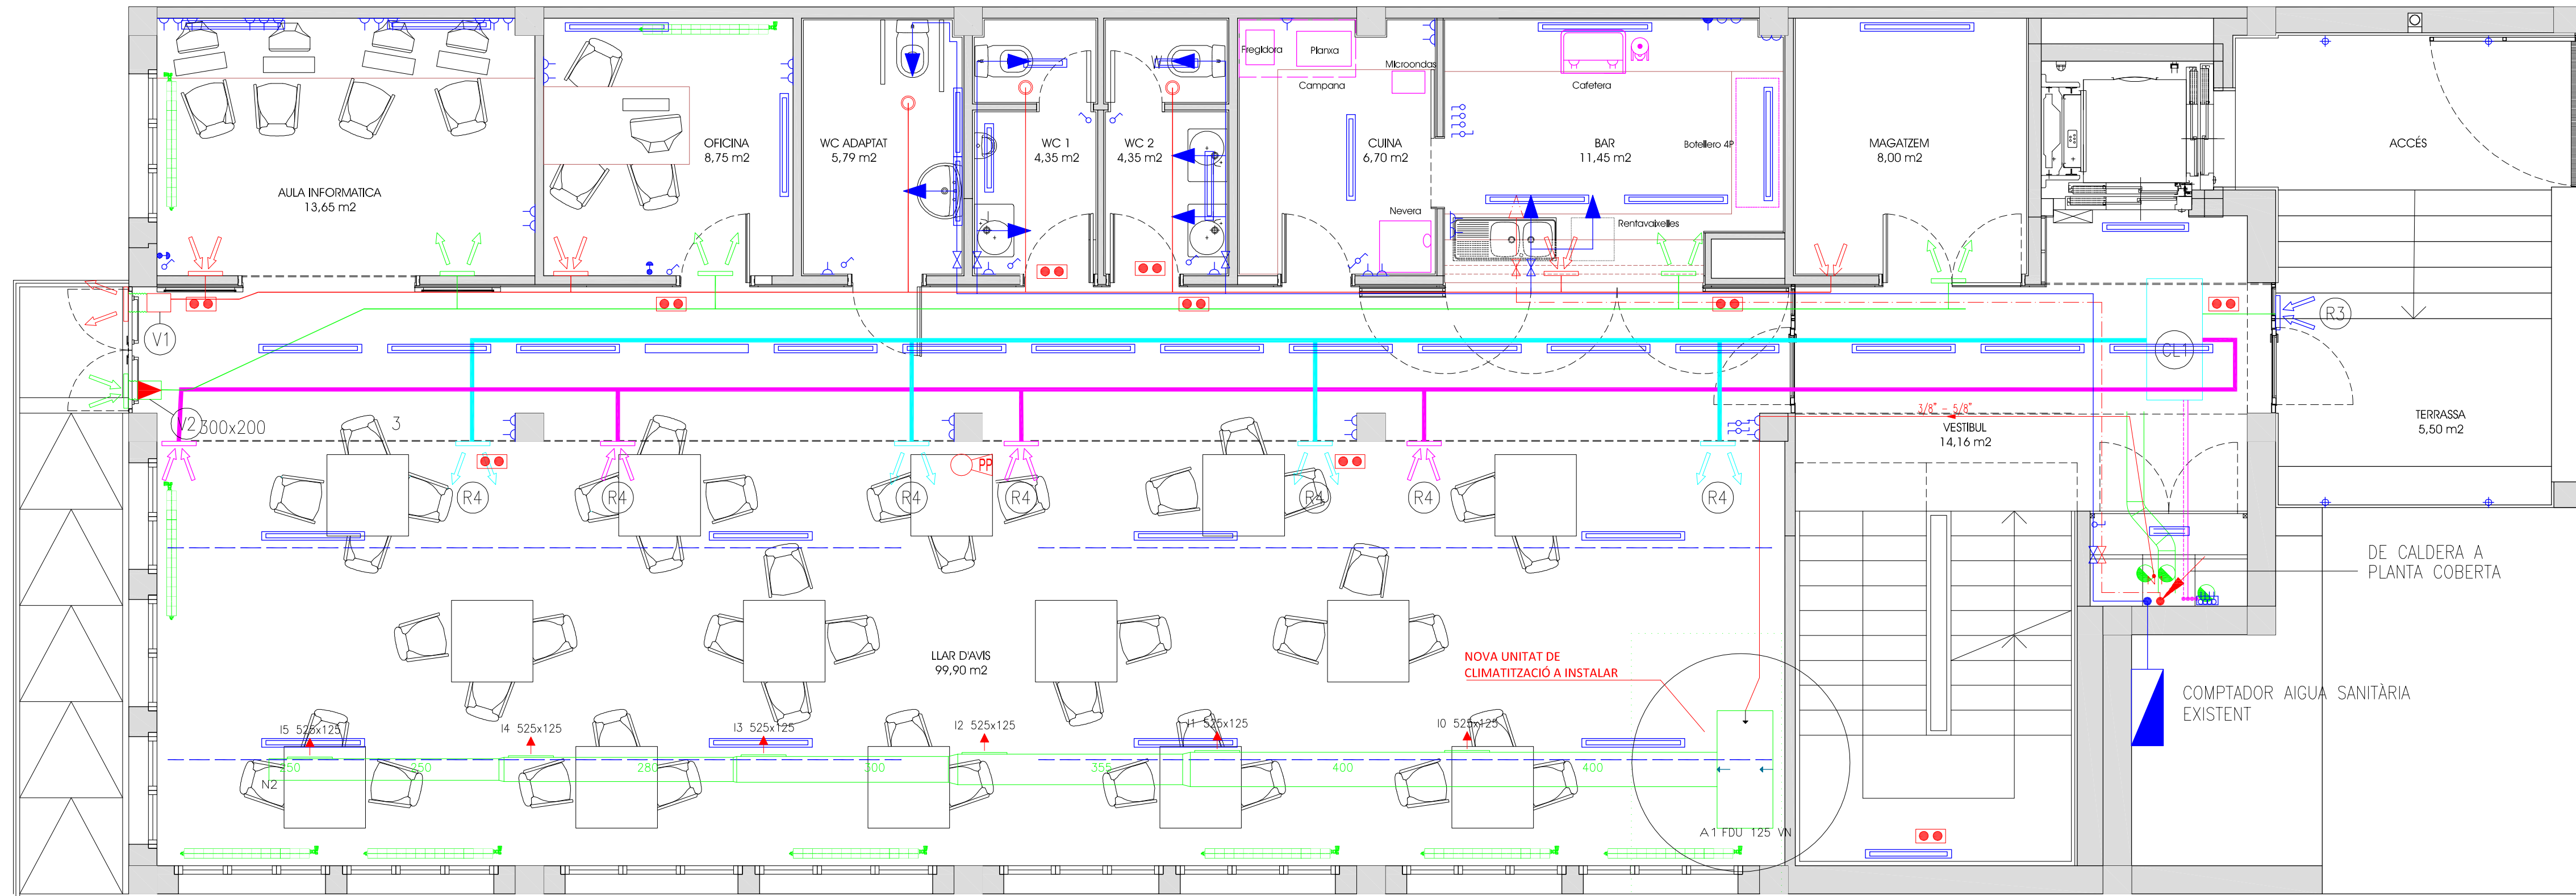 Fregidora
Planxa
Microondas
Campana
Cafetera
OFICINA
8,75 m2
WC ADAPTAT
5,79 m2
WC 1
4,35 m2
WC 2
4,35 m2
CUINA
6,70 m2
BAR
11,45 m2
Botellero 4P
MAGATZEM
8,00 m2
ACCÉS
AULA INFORMATICA
13,65 m2
Nevera
Rentavaixelles
V1
R3
CL1
V2
300x200
3
3/8" - 5/8"
VESTÍBUL
14,16 m2
TERRASSA
5,50 m2
PP
R4
R4
R4
R4
R4
R4
R4
DE CALDERA A
PLANTA COBERTA
N1
LLAR D'AVIS
99,90 m2
NOVA UNITAT DE
CLIMATITZACIÓ A INSTALAR
COMPTADOR AIGUA SANITÀRIA
EXISTENT
I5 525x125
I4 525x125
I3 525x125
I2 525x125
I1 525x125
I0 525x125
250
250
280
300
355
400
400
N2
A1 FDU 125 VN